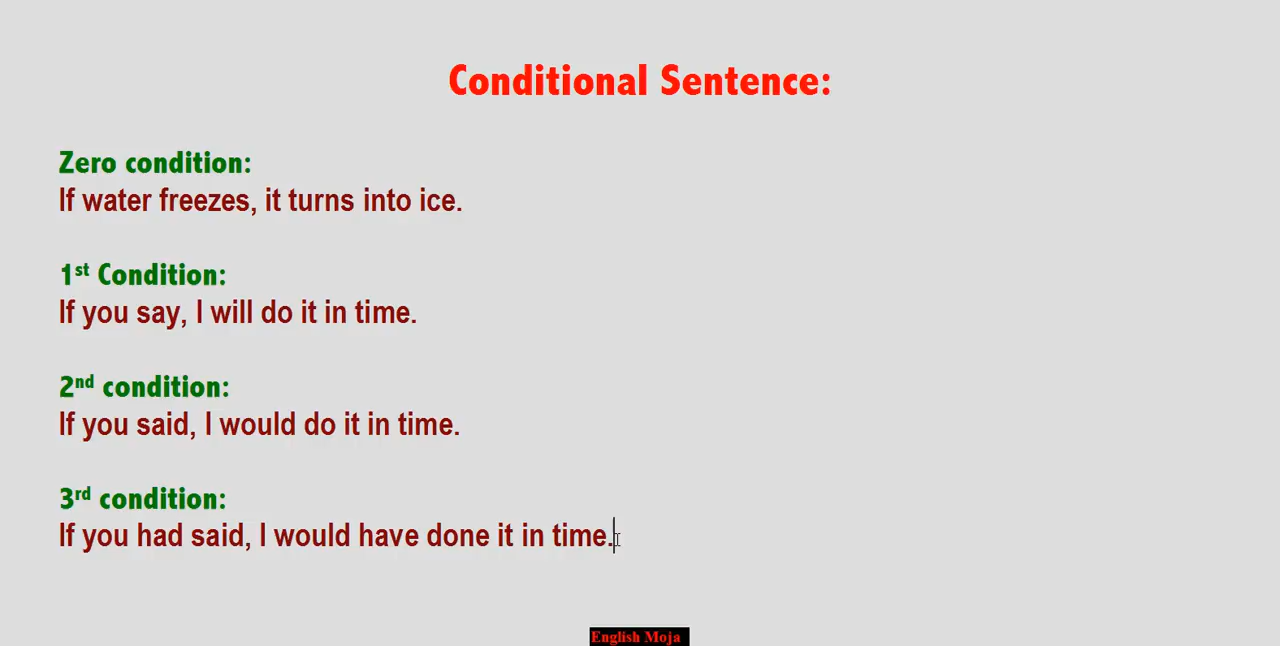 Conditional Sentence:
Zero condition:
If water freezes, it turns into ice.
1st Condition:
If you say, I will do it in time.
2nd condition:
If you said, I would do it in time.
3rd condition:
If you had said, I would have done it in time.
English Moja